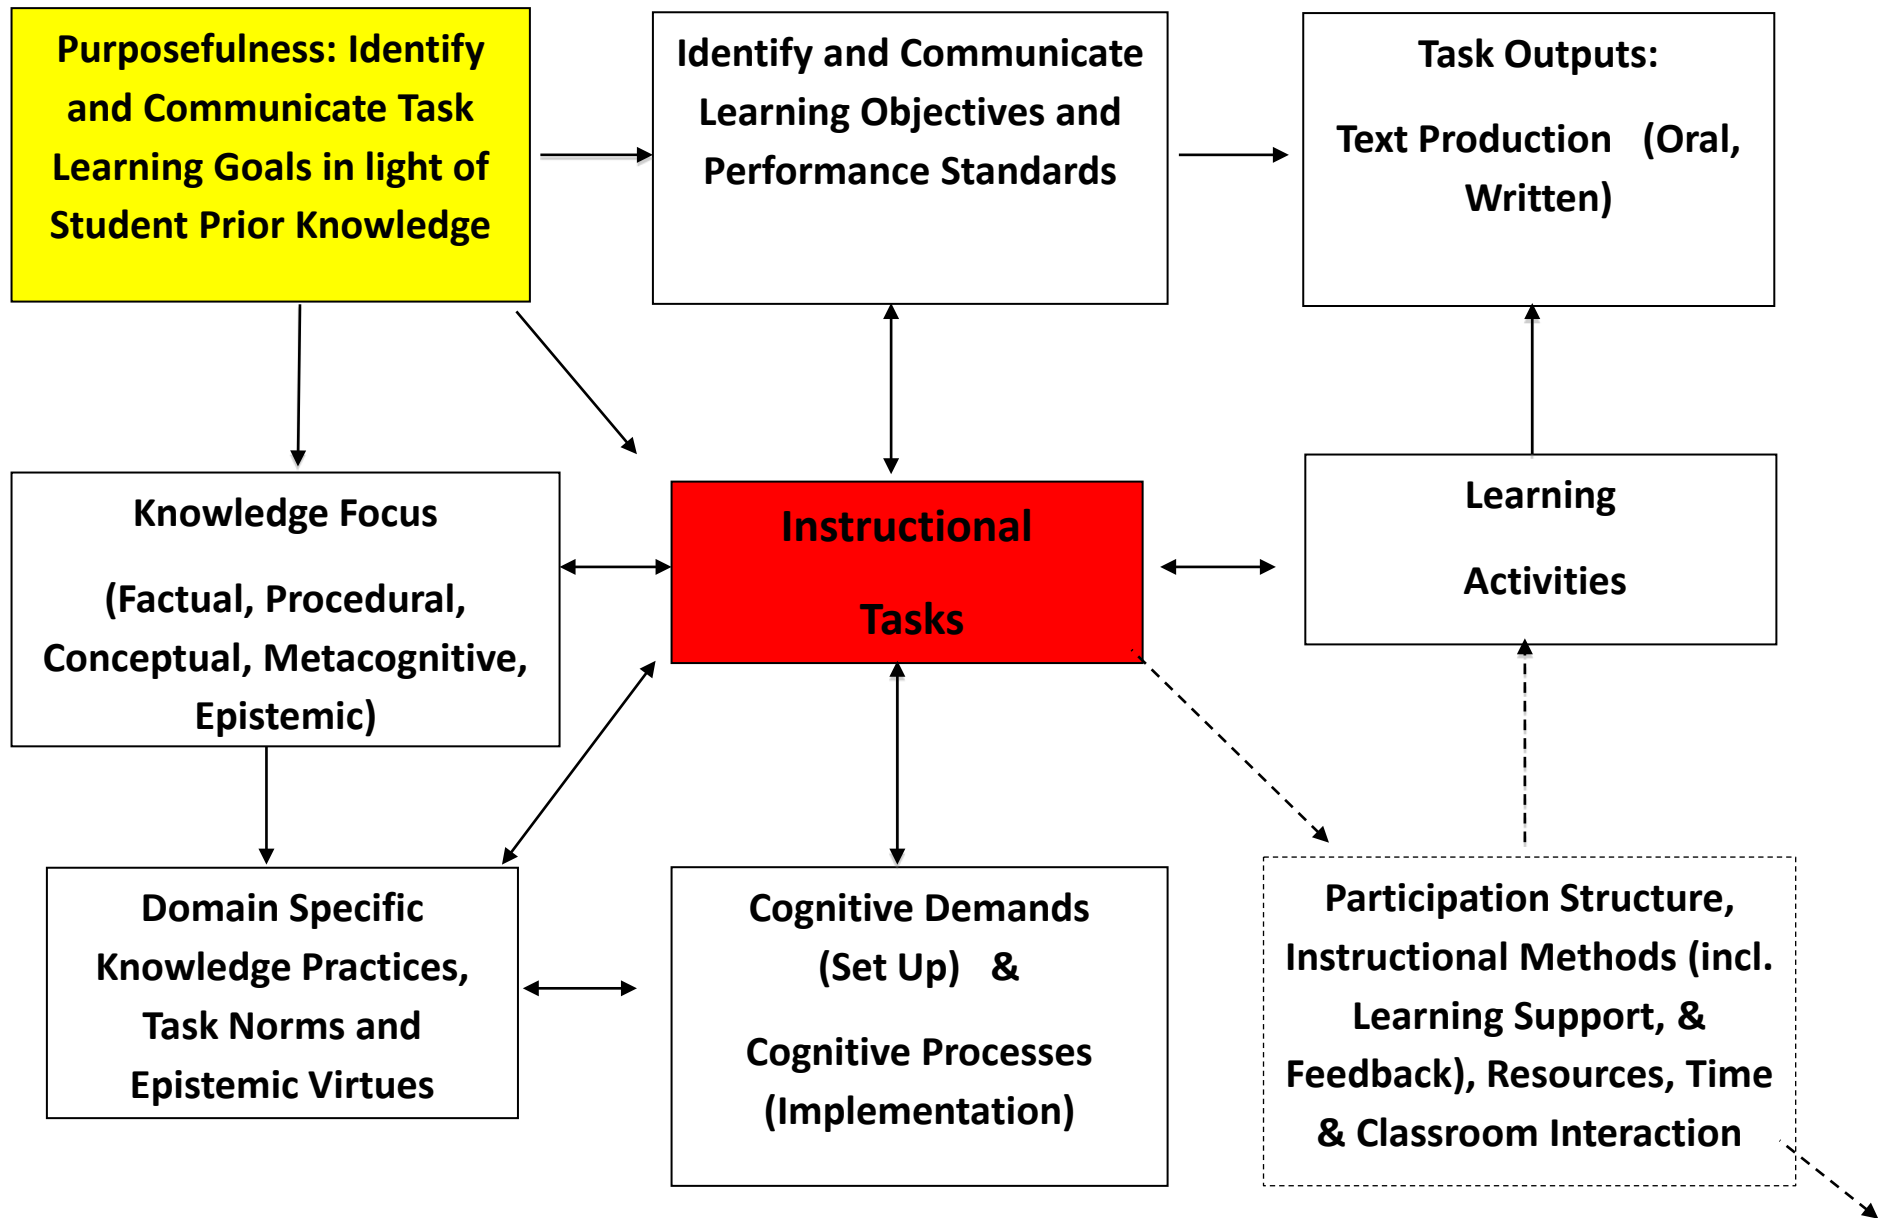 Purposefulness: Identify
and Communicate Task
Learning Goals in light of
Student Prior Knowledge
Identify and Communicate
Learning Objectives and
Performance Standards
Task Outputs:
Text Production (Oral,
Written)
Knowledge Focus
(Factual, Procedural,
Conceptual, Metacognitive,
Epistemic)
Instructional
Tasks
Learning
Activities
Domain Specific
Knowledge Practices,
Task Norms and
Epistemic Virtues
Cognitive Demands
(Set Up) &
Cognitive Processes
(Implementation)
Participation Structure,
Instructional Methods (incl.
Learning Support, &
Feedback), Resources, Time
& Classroom Interaction